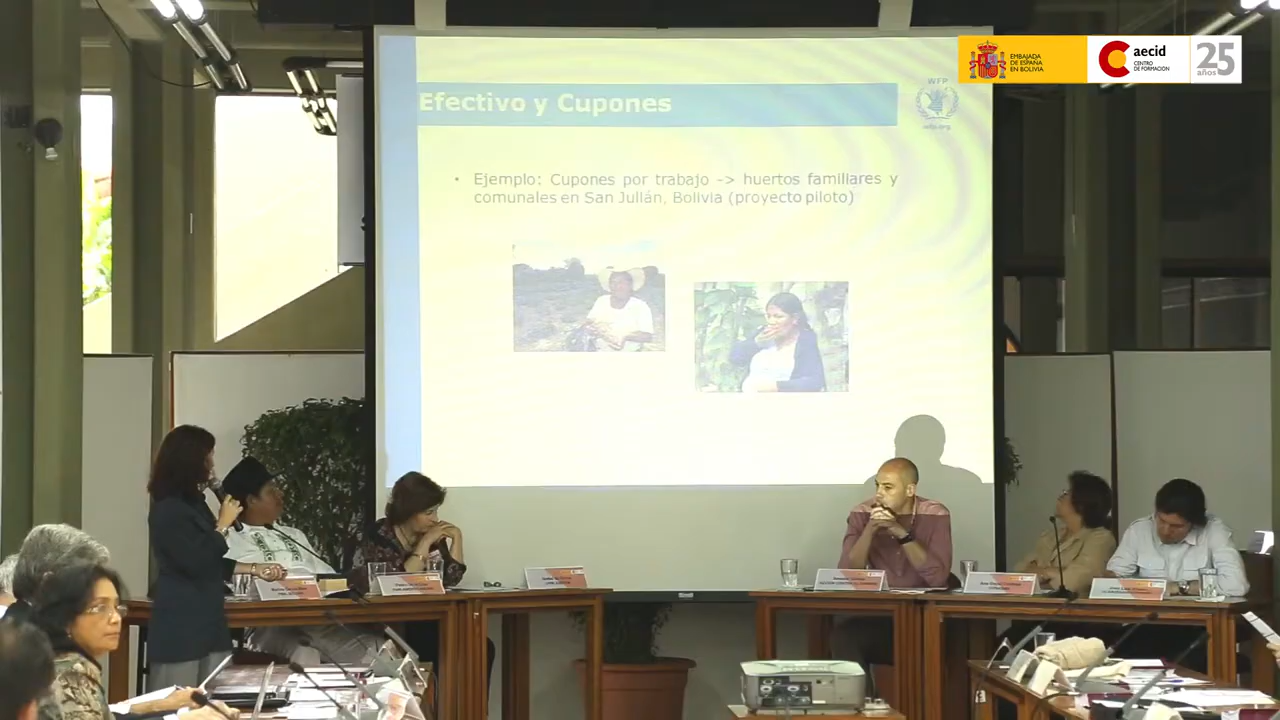 EMBAJADA
DE ESPAÑA
EN BOLIVIA
aecid
CENTRO
DE FORMACIÓN
25
años
WFP
wfp.org
Efectivo y Cupones
• Ejemplo: Cupones por trabajo -> huertos familiares y
comunales en San Julián, Bolivia (proyecto piloto)